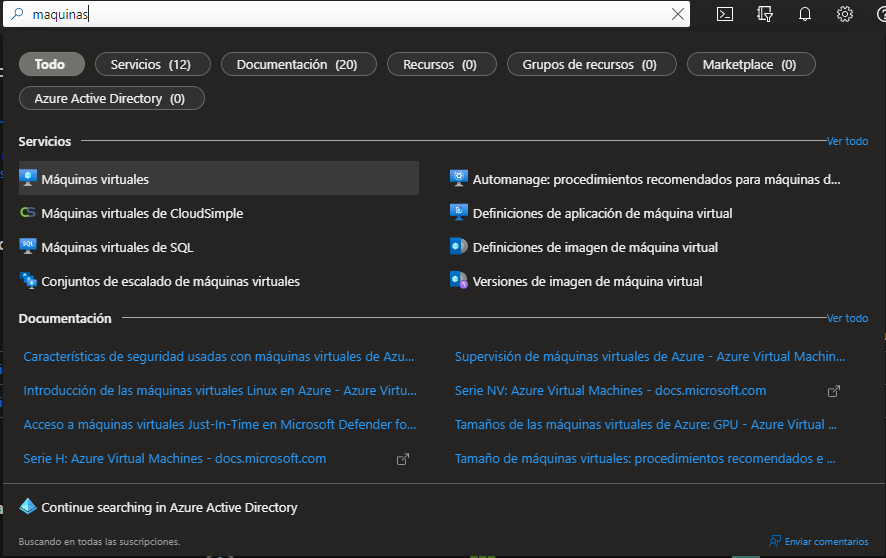 maquinas
Todo
Servicios (12)
Documentación (20)
Recursos (0)
Grupos de recursos (0)
Marketplace (0)
Azure Active Directory (0)
Servicios
Ver todo
Máquinas virtuales
Automanage: procedimientos recomendados para máquinas d...
CS Máquinas virtuales de CloudSimple
Definiciones de aplicación de máquina virtual
SQL Máquinas virtuales de SQL
Definiciones de imagen de máquina virtual
Conjuntos de escalado de máquinas virtuales
Versiones de imagen de máquina virtual
Documentación
Ver todo
Características de seguridad usadas con máquinas virtuales de Azu...
Supervisión de máquinas virtuales de Azure - Azure Virtual Machin...
Introducción de las máquinas virtuales Linux en Azure - Azure Virtu...
Serie NV: Azure Virtual Machines - docs.microsoft.com
Acceso a máquinas virtuales Just-In-Time en Microsoft Defender fo...
Tamaños de las máquinas virtuales de Azure: GPU - Azure Virtual ...
Serie H: Azure Virtual Machines - docs.microsoft.com
Tamaño de máquinas virtuales: procedimientos recomendados e ...
Continue searching in Azure Active Directory
Buscando en todas las suscripciones.
Enviar comentarios